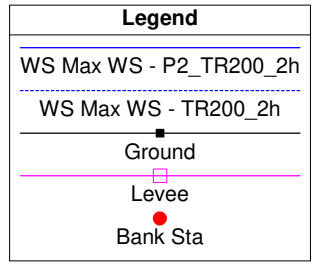 Legend
WS Max WS - P2_TR200_2h
WS Max WS - TR200_2h
Ground
Levee
Bank Sta